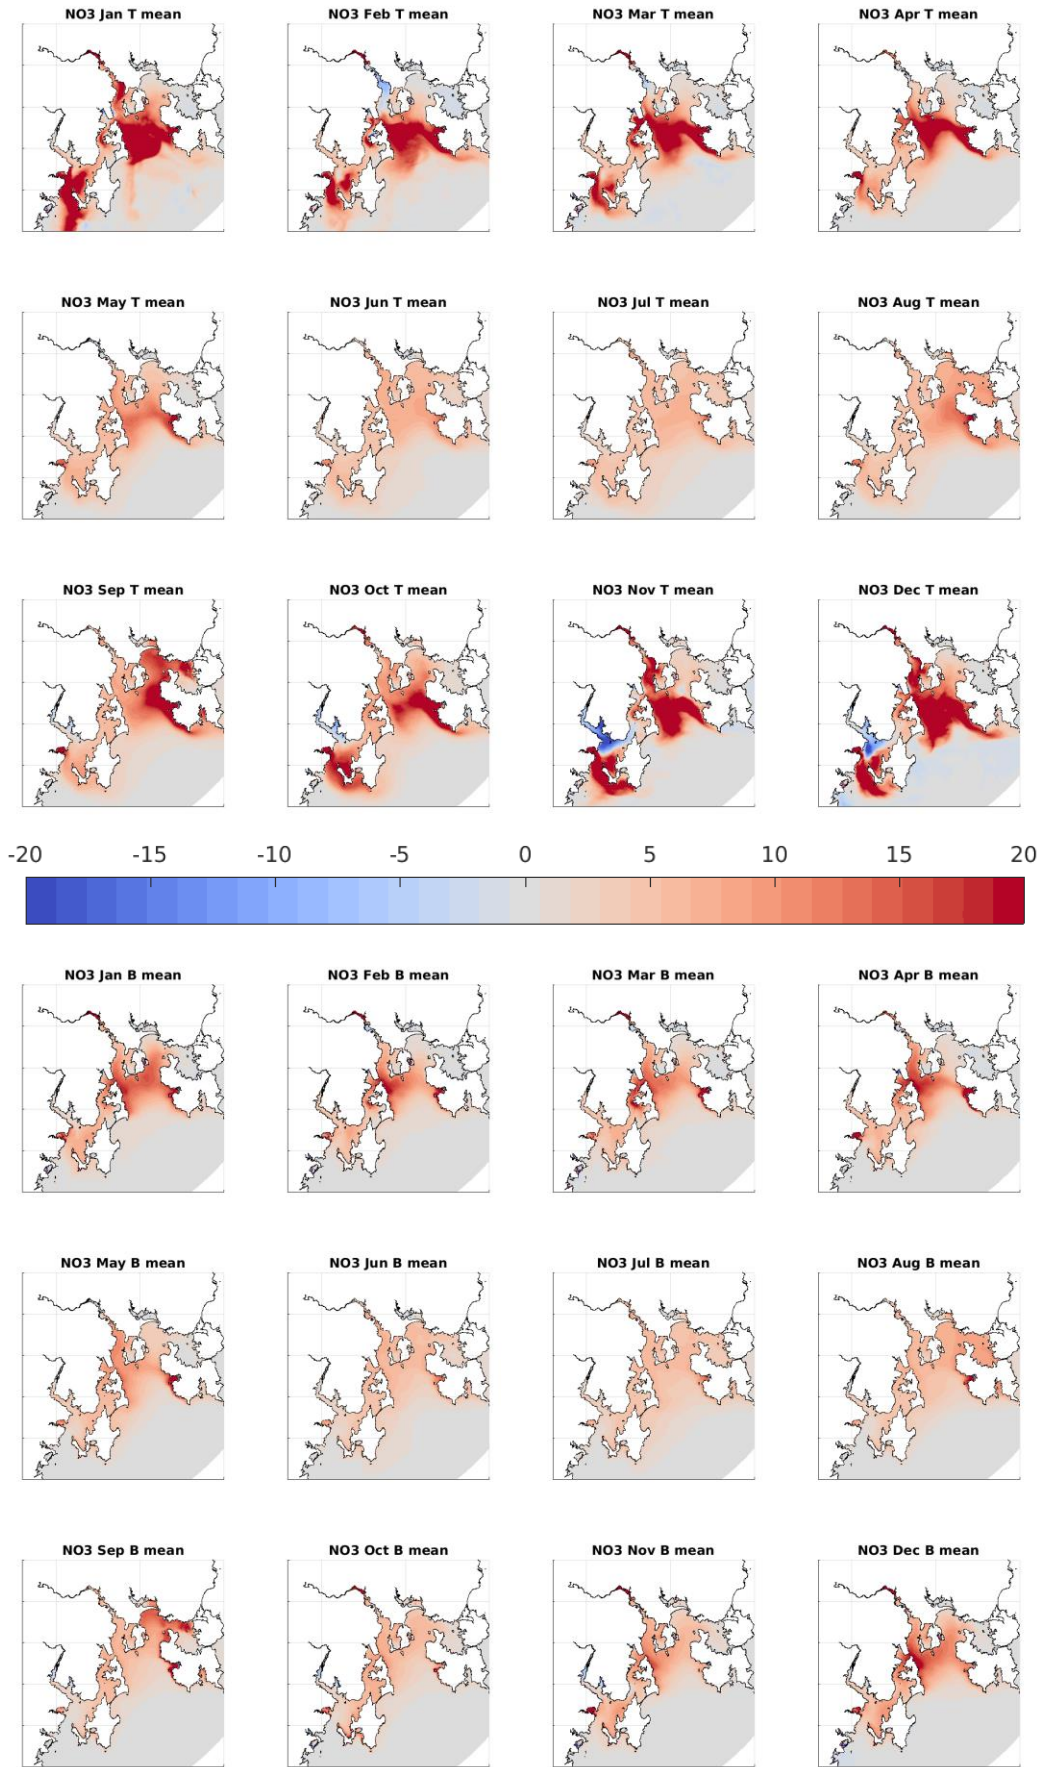 NO3 Jan T mean NO3 Feb T mean NO3 Mar T mean NO3 Apr T mean
NO3 May T mean NO3 Jun T mean NO3 Jul T mean NO3 Aug T mean
NO3 Sep T mean NO3 Oct T mean NO3 Nov T mean NO3 Dec T mean
-20 -15 -10 -5 0 5 10 15 20
NO3 Jan B mean NO3 Feb B mean NO3 Mar B mean NO3 Apr B mean
NO3 May B mean NO3 Jun B mean NO3 Jul B mean NO3 Aug B mean
NO3 Sep B mean NO3 Oct B mean NO3 Nov B mean NO3 Dec B mean